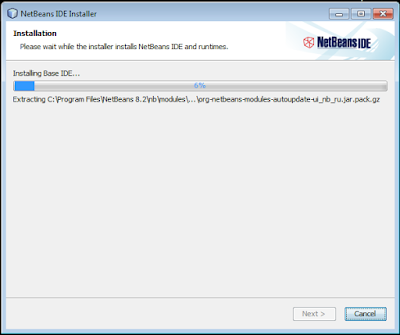 NetBeans IDE Installer
Installation
Please wait while the installer installs NetBeans IDE and runtimes.
NetBeans IDE
Installing Base IDE...
6%
Extracting C:\Program Files\NetBeans 8.2\nb\modules\,...\org-netbeans-modules-autoupdate-ui_nb_ru.jar.pack.gz
Next >
Cancel